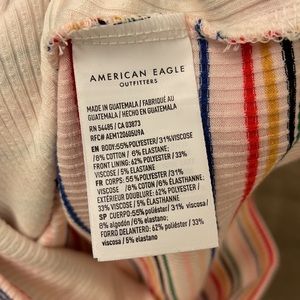 AMERICAN EAGLE
OUTFITTERS
MADE IN GUATEMALA / FABRIQUÉ AU
GUATEMALA / HECHO EN GUATEMALA
RN 54485 / CA 03873
RFC# AEM1206050U9A
EN BODY:55%POLYESTER/31%VISCOSE
/8% COTTON / 6% ELASTANE;
FRONT LINING: 62% POLYESTER / 33%
VISCOSE / 5% ELASTANE
FR CORPS: 55%POLYESTER/31%
VISCOSE /8% COTON /6% ÉLASTHANNE;
EXTÉRIEUR DOUBLURE: 62% POLYESTER /
33% VISCOSE / 5% ÉLASTHANNE
SP CUERPO:55% poliéster/ 31% viscosa /
8% algodón / 6% elastano;
FORRO DELANTERO: 62% poliéster / 33%
viscosa / 5% elastano